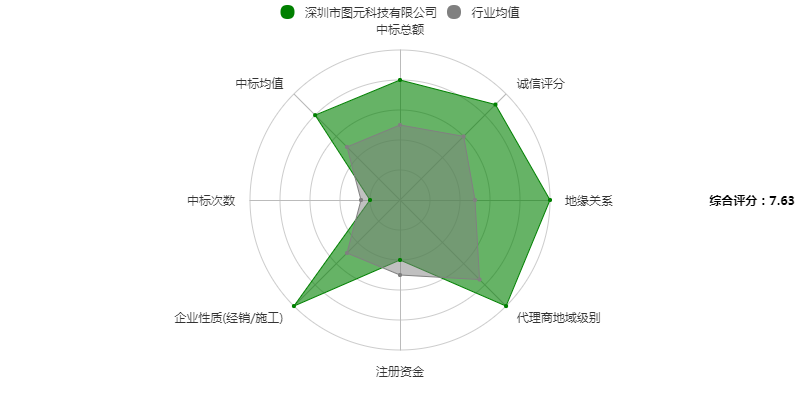 深圳市图元科技有限公司 行业均值
中标总额
中标均值 诚信评分
中标次数 地缘关系 综合评分：7.63
企业性质(经销/施工) 代理商地域级别
注册资金